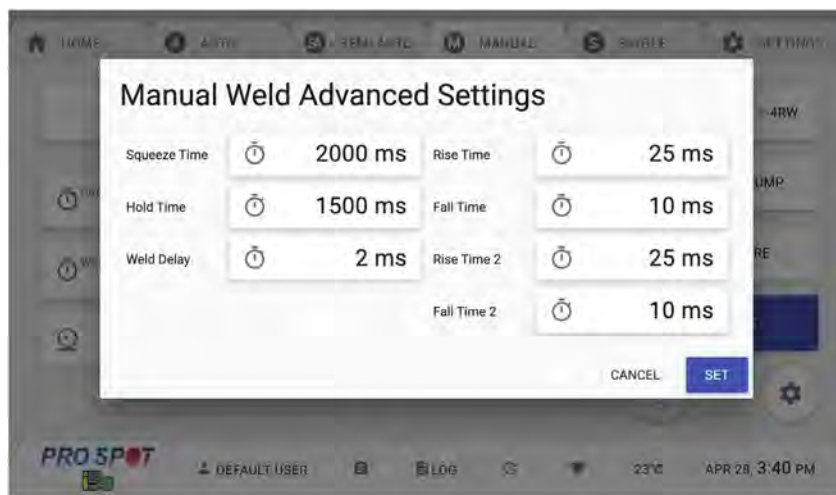 HOME AUTO SA SEMI AUTO M MANUAL S SINGLE SETTINGS
Manual Weld Advanced Settings
Squeeze Time 2000 ms Rise Time 25 ms
Hold Time 1500 ms Fall Time 10 ms
Weld Delay 2 ms Rise Time 2 25 ms
Fall Time 2 10 ms
CANCEL SET
PRO SPOT DEFAULT USER LOG 23°C APR 28, 3:40 PM